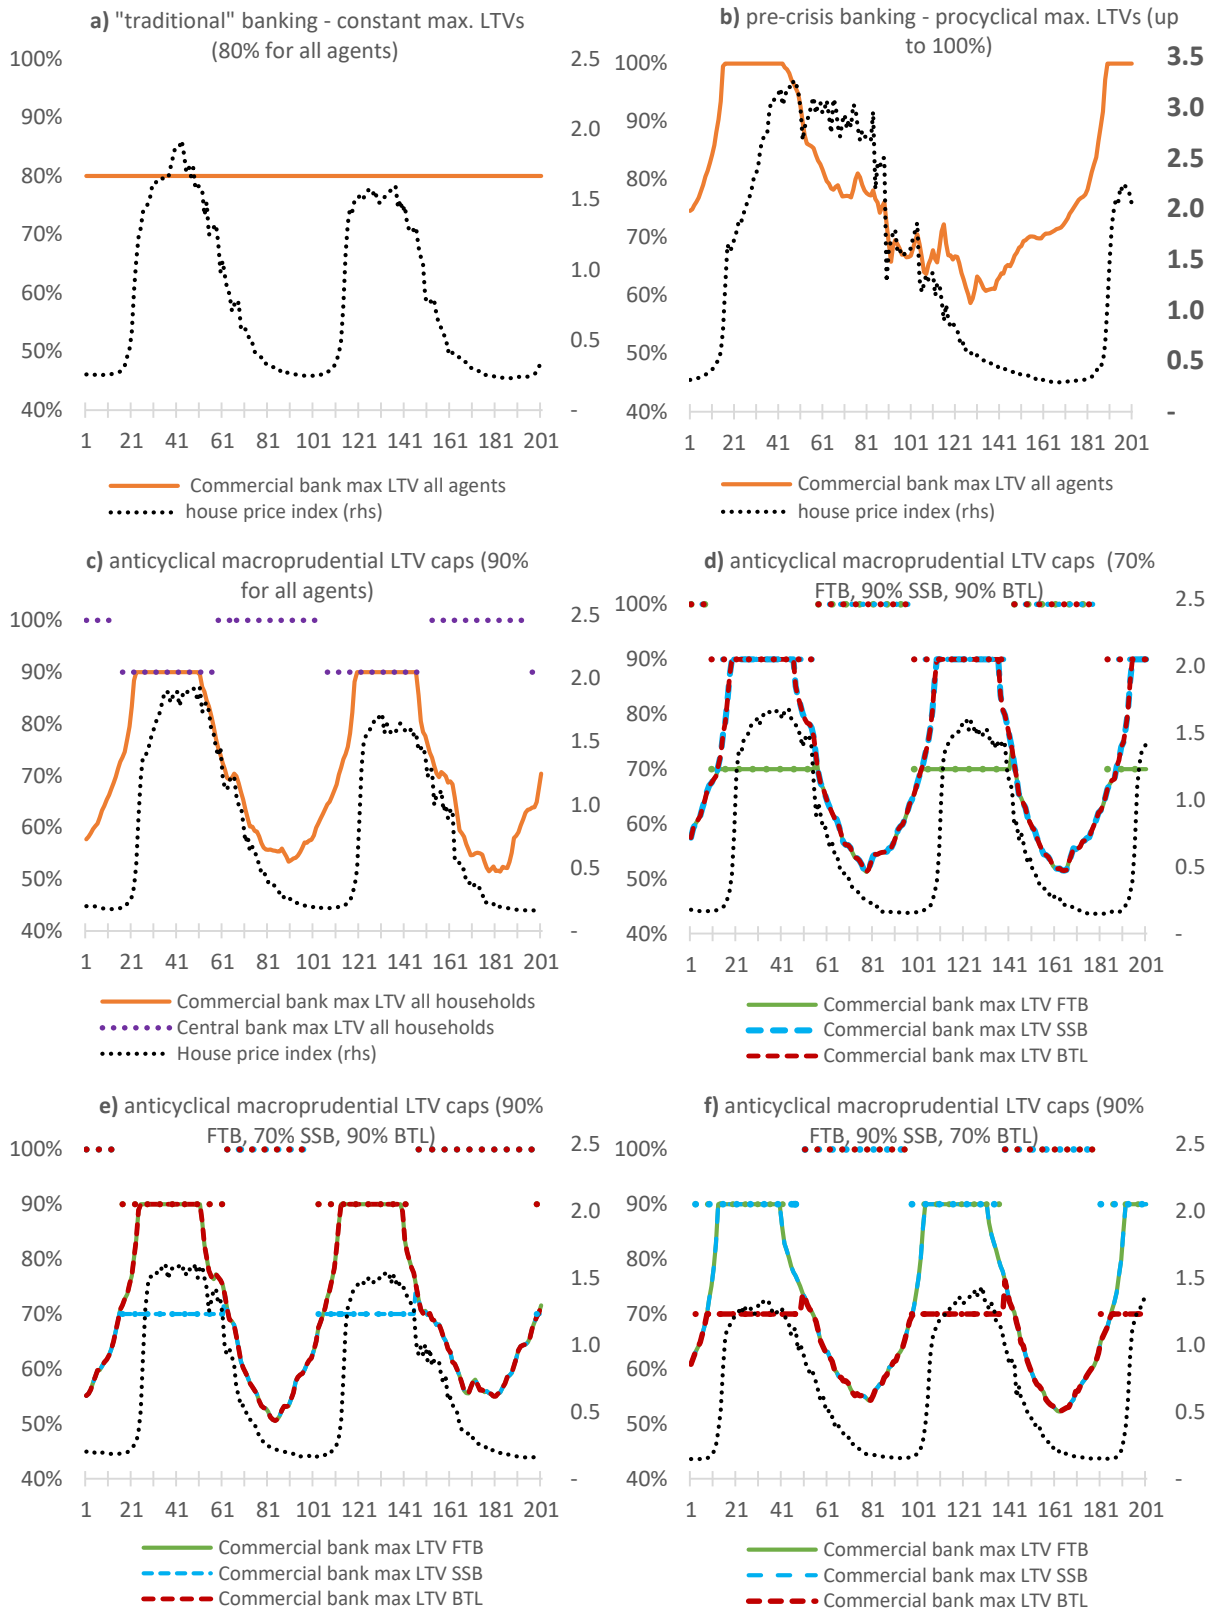 a) "traditional" banking - constant max. LTVs
(80% for all agents)
100%
90%
80%
70%
60%
50%
40%
2.5
2.0
1.5
1.0
0.5
-
1 21 41 61 81 101 121 141 161 181 201
Commercial bank max LTV all agents
house price index (rhs)
b) pre-crisis banking - procyclical max. LTVs (up
to 100%)
100%
90%
80%
70%
60%
50%
40%
3.5
3.0
2.5
2.0
1.5
1.0
0.5
-
1 21 41 61 81 101 121 141 161 181 201
Commercial bank max LTV all agents
house price index (rhs)
c) anticyclical macroprudential LTV caps (90%
for all agents)
100%
90%
80%
70%
60%
50%
40%
2.5
2.0
1.5
1.0
0.5
-
1 21 41 61 81 101 121 141 161 181 201
Commercial bank max LTV all households
Central bank max LTV all households
House price index (rhs)
d) anticyclical macroprudential LTV caps (70%
FTB, 90% SSB, 90% BTL)
100%
90%
80%
70%
60%
50%
40%
2.5
2.0
1.5
1.0
0.5
-
1 21 41 61 81 101 121 141 161 181 201
Commercial bank max LTV FTB
Commercial bank max LTV SSB
Commercial bank max LTV BTL
e) anticyclical macroprudential LTV caps (90%
FTB, 70% SSB, 90% BTL)
100%
90%
80%
70%
60%
50%
40%
2.5
2.0
1.5
1.0
0.5
-
1 21 41 61 81 101 121 141 161 181 201
Commercial bank max LTV FTB
Commercial bank max LTV SSB
Commercial bank max LTV BTL
f) anticyclical macroprudential LTV caps (90%
FTB, 90% SSB, 70% BTL)
100%
90%
80%
70%
60%
50%
40%
2.5
2.0
1.5
1.0
0.5
-
1 21 41 61 81 101 121 141 161 181 201
Commercial bank max LTV FTB
Commercial bank max LTV SSB
Commercial bank max LTV BTL